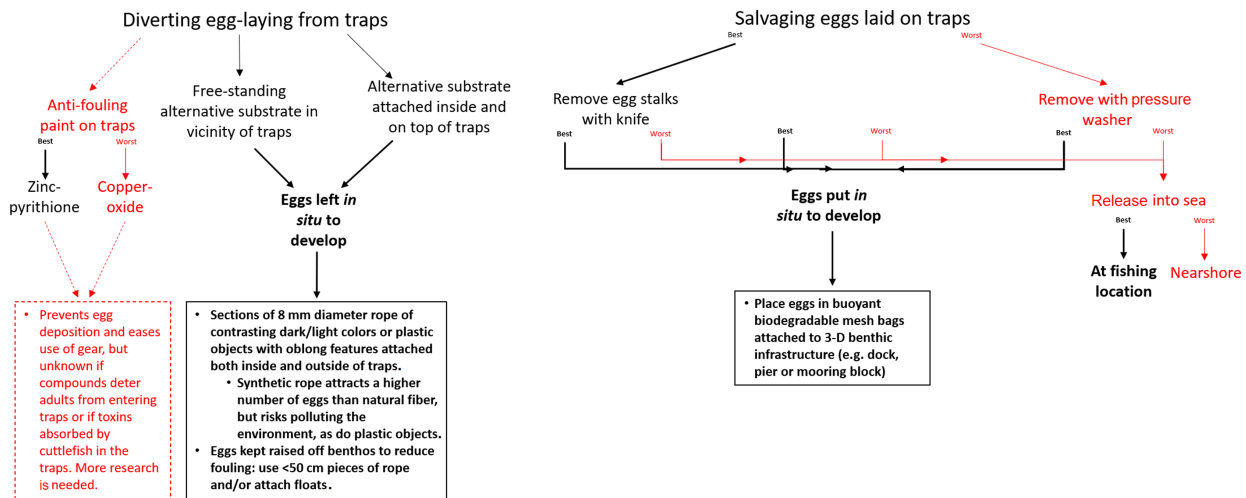 Diverting egg-laying from traps
Anti-fouling
paint on traps
Free-standing
alternative substrate in
vicinity of traps
Alternative substrate
attached inside and
on top of traps
Best
Worst
Zinc-
pyrithione
Copper-
oxide
Eggs left in
situ to
develop
• Prevents egg
deposition and eases
use of gear, but
unknown if
compounds deter
adults from entering
traps or if toxins
absorbed by
cuttlefish in the
traps. More research
is needed.
• Sections of 8 mm diameter rope of
contrasting dark/light colors or plastic
objects with oblong features attached
both inside and outside of traps.
• Synthetic rope attracts a higher
number of eggs than natural fiber,
but risks polluting the
environment, as do plastic objects.
• Eggs kept raised off benthos to reduce
fouling: use <50 cm pieces of rope
and/or attach floats.
Salvaging eggs laid on traps
Best
Worst
Remove egg stalks
with knife
Remove with pressure
washer
Best
Worst
Best
Worst
Best
Worst
Eggs put in
situ to develop
Release into sea
Best
Worst
At fishing
location
Nearshore
• Place eggs in buoyant
biodegradable mesh bags
attached to 3-D benthic
infrastructure (e.g. dock,
pier or mooring block)